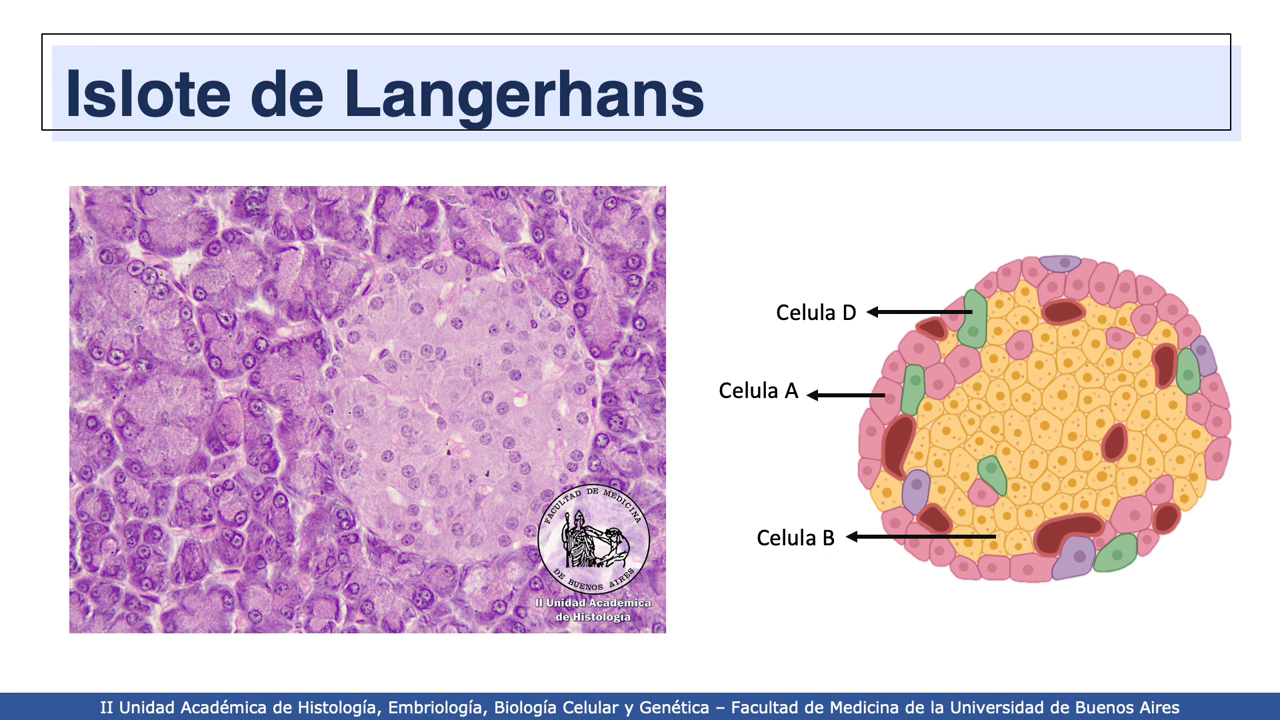 Islote de Langerhans
FACULTAD DE MEDICINA
DE BUENOS AIRES
II Unidad Academica
de Histología
Celula D
Celula A
Celula B
II Unidad Académica de Histología, Embriología, Biología Celular y Genética – Facultad de Medicina de la Universidad de Buenos Aires